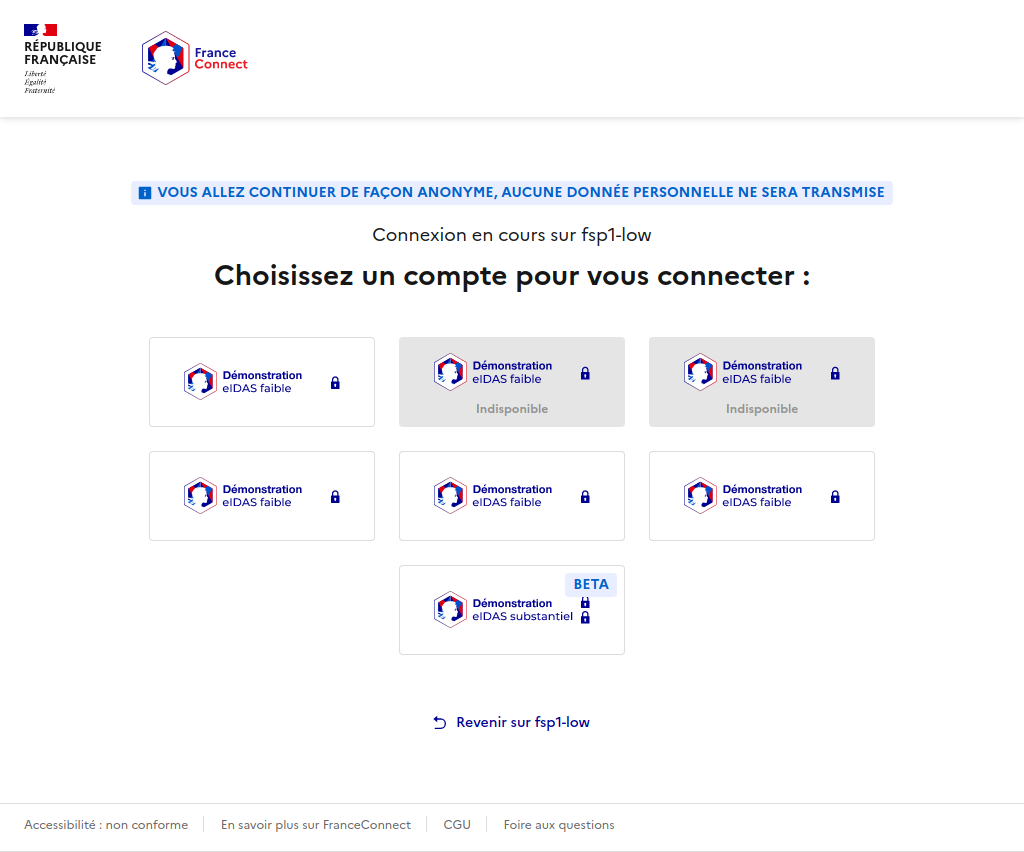 RÉPUBLIQUE
FRANÇAISE
Liberté
Égalité
Fraternité
France
Connect
VOUS ALLEZ CONTINUER DE FAÇON ANONYME, AUCUNE DONNÉE PERSONNELLE NE SERA TRANSMISE
Connexion en cours sur fsp1-low
Choisissez un compte pour vous connecter :
Démonstration
eIDAS faible
Démonstration
eIDAS faible
Indisponible
Démonstration
eIDAS faible
Indisponible
Démonstration
eIDAS faible
Démonstration
eIDAS faible
Démonstration
eIDAS faible
BETA
Démonstration
eIDAS substantiel
Revenir sur fsp1-low
Accessibilité : non conforme
En savoir plus sur FranceConnect
CGU
Foire aux questions